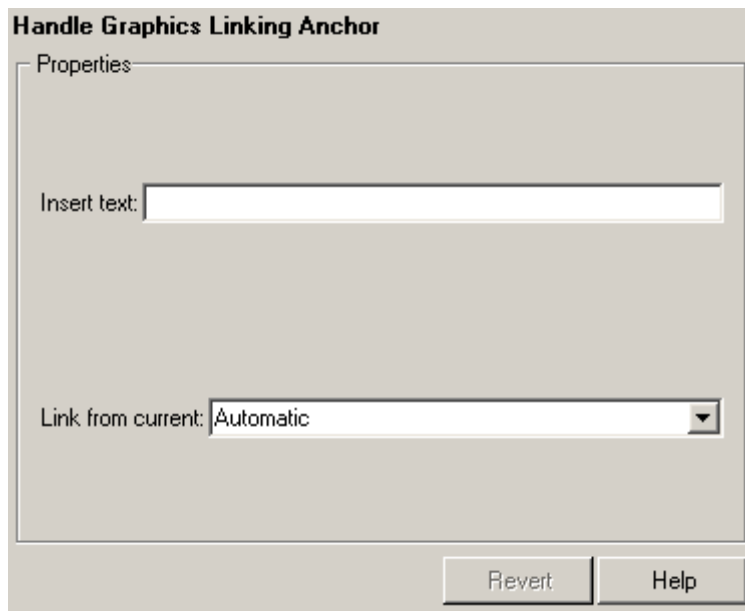 Handle Graphics Linking Anchor
Properties
Insert text:
Link from current: Automatic
Revert Help